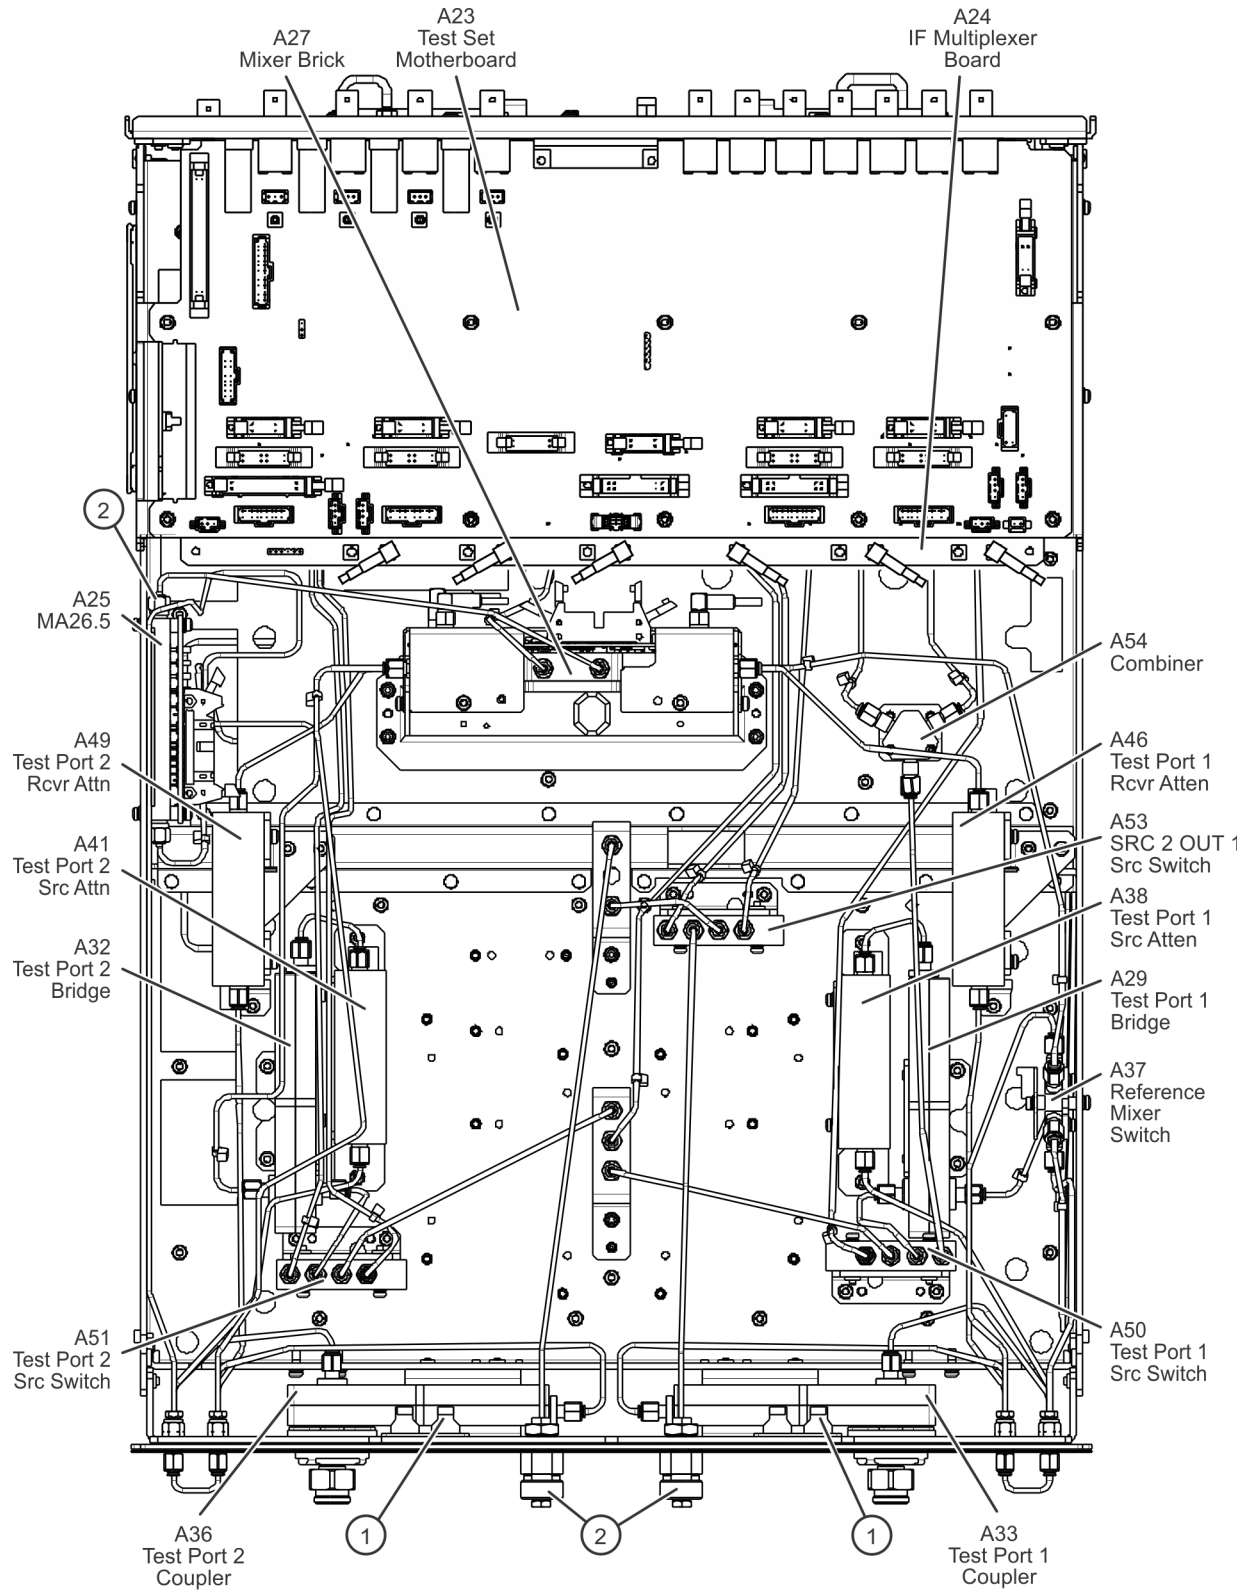 A27
Mixer Brick
A23
Test Set
Motherboard
A24
IF Multiplexer
Board
2
A25
MA26.5
A49
Test Port 2
Rcvr Attn
A41
Test Port 2
Src Attn
A32
Test Port 2
Bridge
A51
Test Port 2
Src Switch
A54
Combiner
A46
Test Port 1
Rcvr Atten
A53
SRC 2 OUT 1
Src Switch
A38
Test Port 1
Src Atten
A29
Test Port 1
Bridge
A37
Reference
Mixer
Switch
A50
Test Port 1
Src Switch
A36
Test Port 2
Coupler
1
2
1
A33
Test Port 1
Coupler